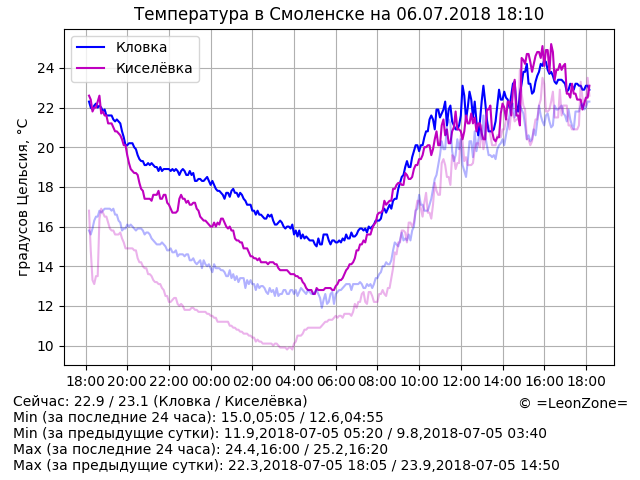 Температура в Смоленске на 06.07.2018 18:10
Кловка
Киселёвка
градусов Цельсия, °C
24
22
20
18
16
14
12
10
18:00 20:00 22:00 00:00 02:00 04:00 06:00 08:00 10:00 12:00 14:00 16:00 18:00
Сейчас: 22.9 / 23.1 (Кловка / Киселёвка)
© =LeonZone=
Min (за последние 24 часа): 15.0,05:05 / 12.6,04:55
Min (за предыдущие сутки): 11.9,2018-07-05 05:20 / 9.8,2018-07-05 03:40
Max (за последние 24 часа): 24.4,16:00 / 25.2,16:20
Max (за предыдущие сутки): 22.3,2018-07-05 18:05 / 23.9,2018-07-05 14:50